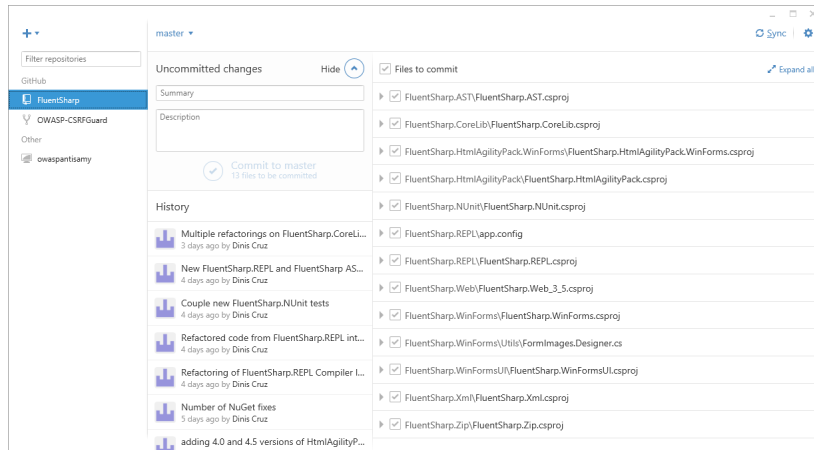 master
Sync
Filter repositories
GitHub
FluentSharp
OWASP-CSRFGuard
Other
owaspantisamy
Uncommitted changes
Hide
Summary
Description
Commit to master
13 files to be committed
History
Multiple refactorings on FluentSharp.CoreLi...
3 days ago by Dinis Cruz
New FluentSharp.REPL and FluentSharp AS...
4 days ago by Dinis Cruz
Couple new FluentSharp.NUnit tests
4 days ago by Dinis Cruz
Refactored code from FluentSharp.REPL int...
4 days ago by Dinis Cruz
Refactoring of FluentSharp.REPL Compiler I...
4 days ago by Dinis Cruz
Number of NuGet fixes
5 days ago by Dinis Cruz
adding 4.0 and 4.5 versions of HtmlAgilityP...
Files to commit
Expand all
FluentSharp.AST\FluentSharp.AST.csproj
FluentSharp.CoreLib\FluentSharp.CoreLib.csproj
FluentSharp.HtmlAgilityPack.WinForms\FluentSharp.HtmlAgilityPack.WinForms.csproj
FluentSharp.HtmlAgilityPack\FluentSharp.HtmlAgilityPack.csproj
FluentSharp.NUnit\FluentSharp.NUnit.csproj
FluentSharp.REPL\app.config
FluentSharp.REPL\FluentSharp.REPL.csproj
FluentSharp.Web\FluentSharp.Web_3_5.csproj
FluentSharp.WinForms\FluentSharp.WinForms.csproj
FluentSharp.WinForms\Utils\FormImages.Designer.cs
FluentSharp.WinFormsUI\FluentSharp.WinFormsUI.csproj
FluentSharp.Xml\FluentSharp.Xml.csproj
FluentSharp.Zip\FluentSharp.Zip.csproj